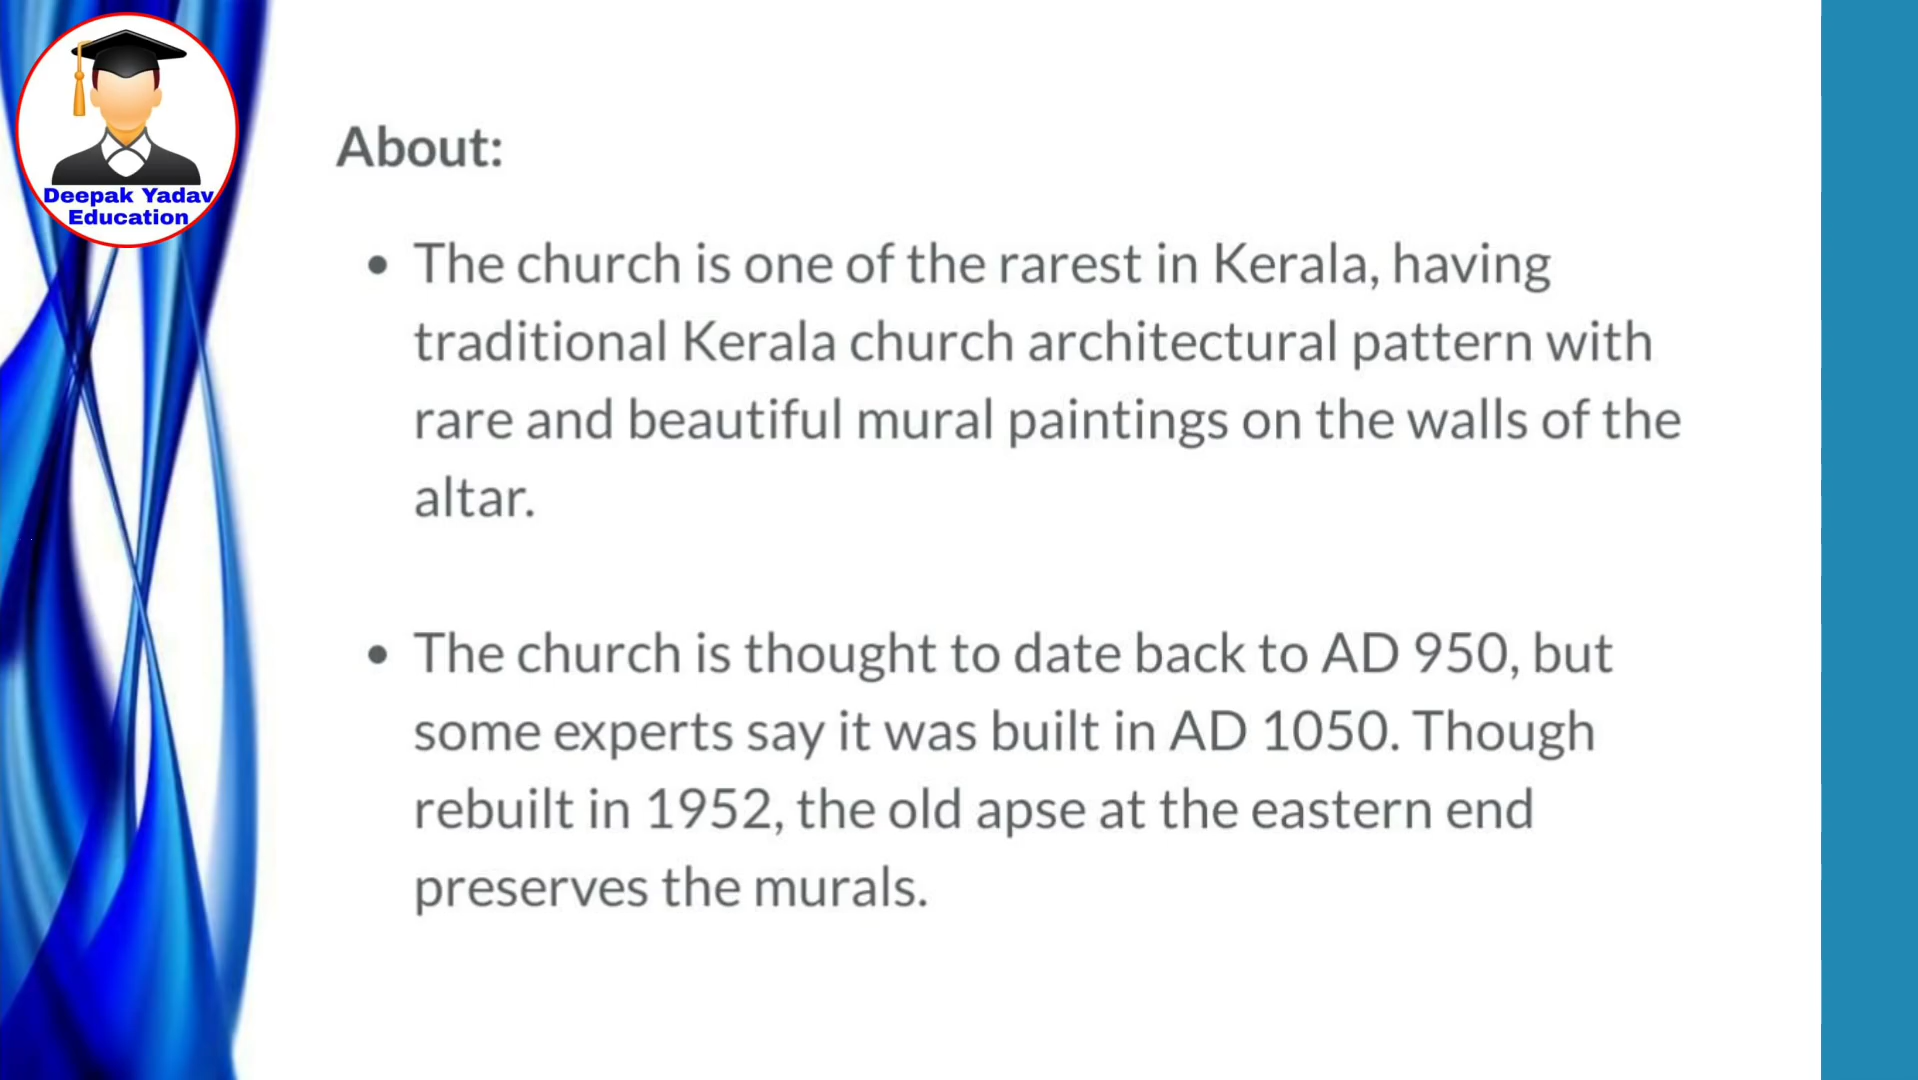 Deepak Yadav
Education
About:
• The church is one of the rarest in Kerala, having
traditional Kerala church architectural pattern with
rare and beautiful mural paintings on the walls of the
altar.
• The church is thought to date back to AD 950, but
some experts say it was built in AD 1050. Though
rebuilt in 1952, the old apse at the eastern end
preserves the murals.